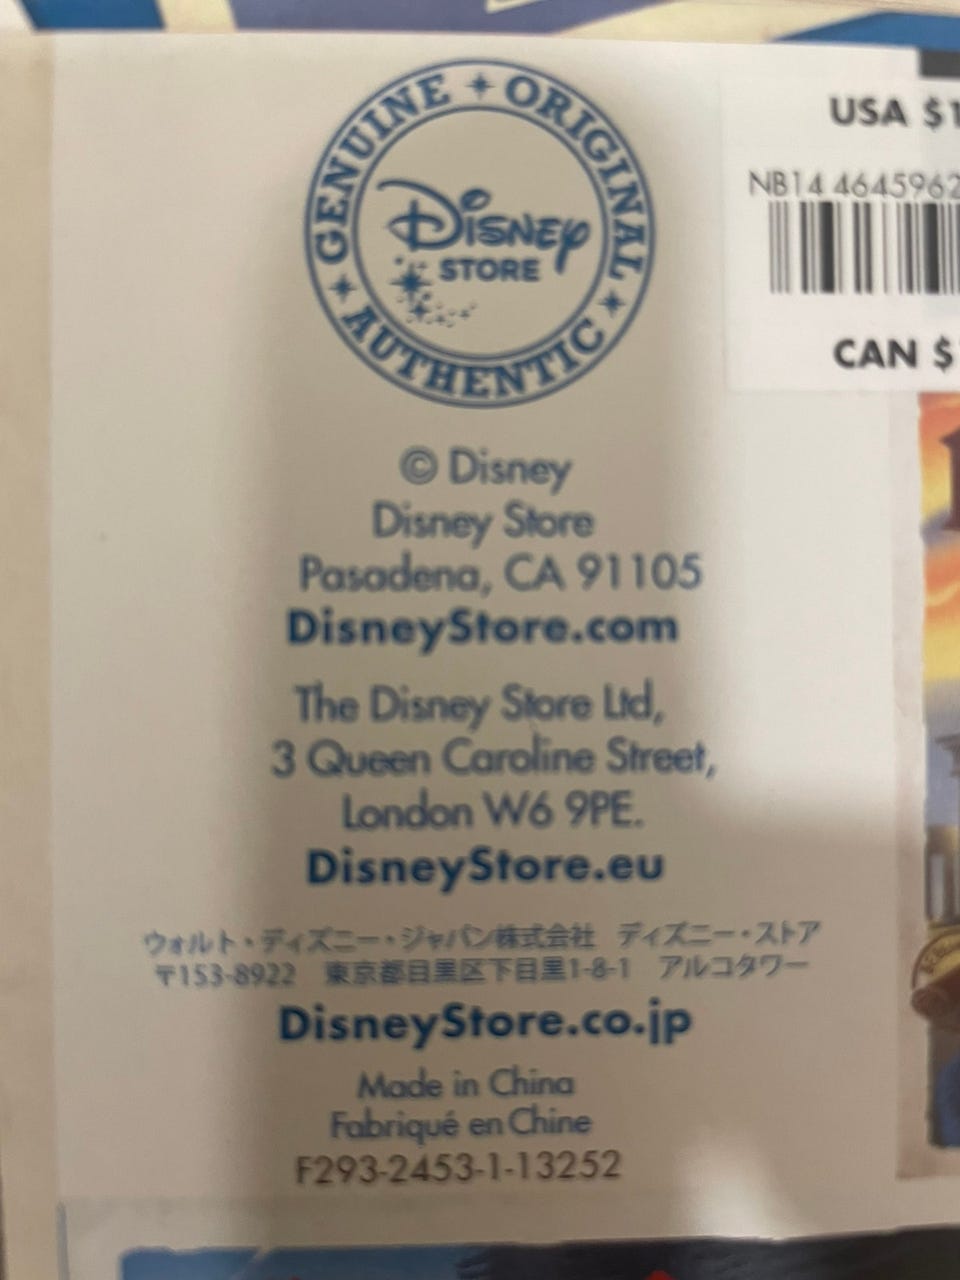 GENUINE ORIGINAL AUTHENTIC
Disney
STORE
USA $1
NB14 4645962
CAN $
© Disney
Disney Store
Pasadena, CA 91105
DisneyStore.com
The Disney Store Ltd,
3 Queen Caroline Street,
London W6 9PE.
DisneyStore.eu
ウォルト・ディズニー・ジャパン株式会社 ディズニー・ストア
〒153-8922 東京都目黒区下目黒1-8-1 アルコタワー
DisneyStore.co.jp
Made in China
Fabriqué en Chine
F293-2453-1-13252